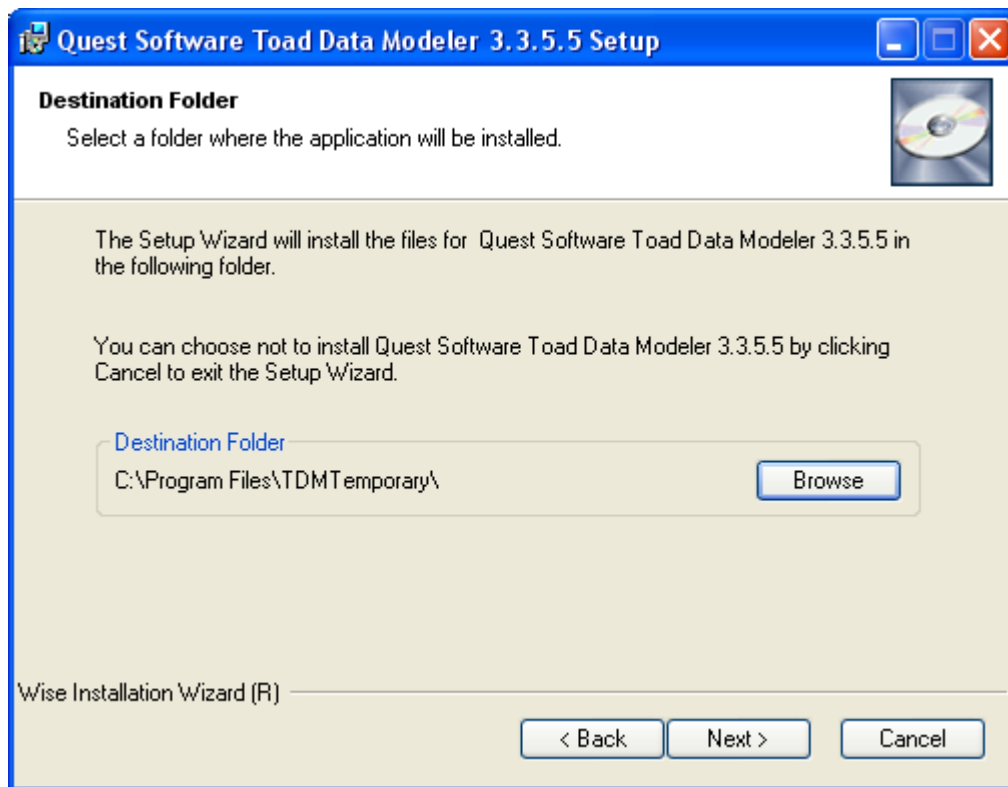 Quest Software Toad Data Modeler 3.3.5.5 Setup
Destination Folder
Select a folder where the application will be installed.
The Setup Wizard will install the files for  Quest Software Toad Data Modeler 3.3.5.5 in
the following folder.
You can choose not to install Quest Software Toad Data Modeler 3.3.5.5 by clicking
Cancel to exit the Setup Wizard.
Destination Folder
C:\Program Files\TDMTemporary\
Browse
Wise Installation Wizard (R)
< Back
Next >
Cancel